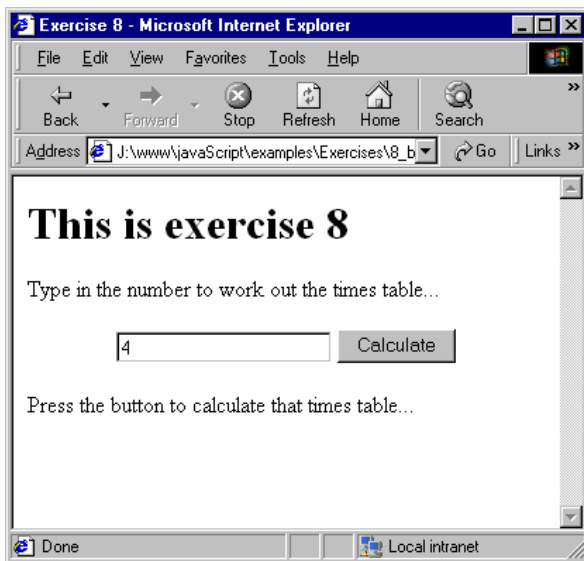 Exercise 8 - Microsoft Internet Explorer
File Edit View Favorites Tools Help
Back Forward Stop Refresh Home Search »
Address J:\www\javaScript\examples\Exercises\8_b Go Links »
This is exercise 8
Type in the number to work out the times table...
4 Calculate
Press the button to calculate that times table...
Done Local intranet